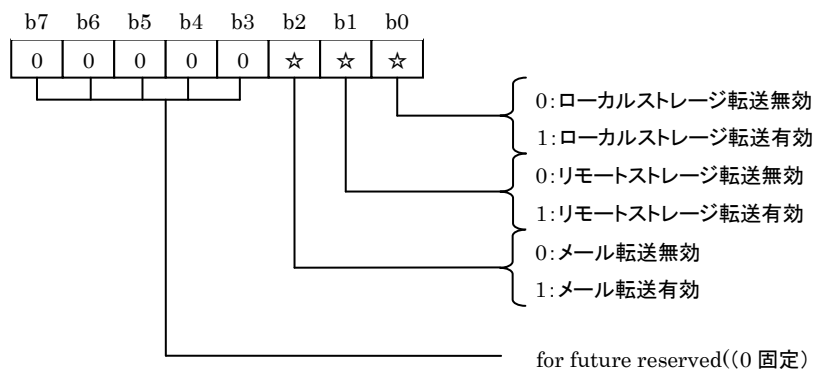 b7 b6 b5 b4 b3 b2 b1 b0
0 0 0 0 0 ☆ ☆ ☆
0:ローカルストレージ転送無効
1:ローカルストレージ転送有効
0:リモートストレージ転送無効
1:リモートストレージ転送有効
0:メール転送無効
1:メール転送有効
for future reserved((0 固定)